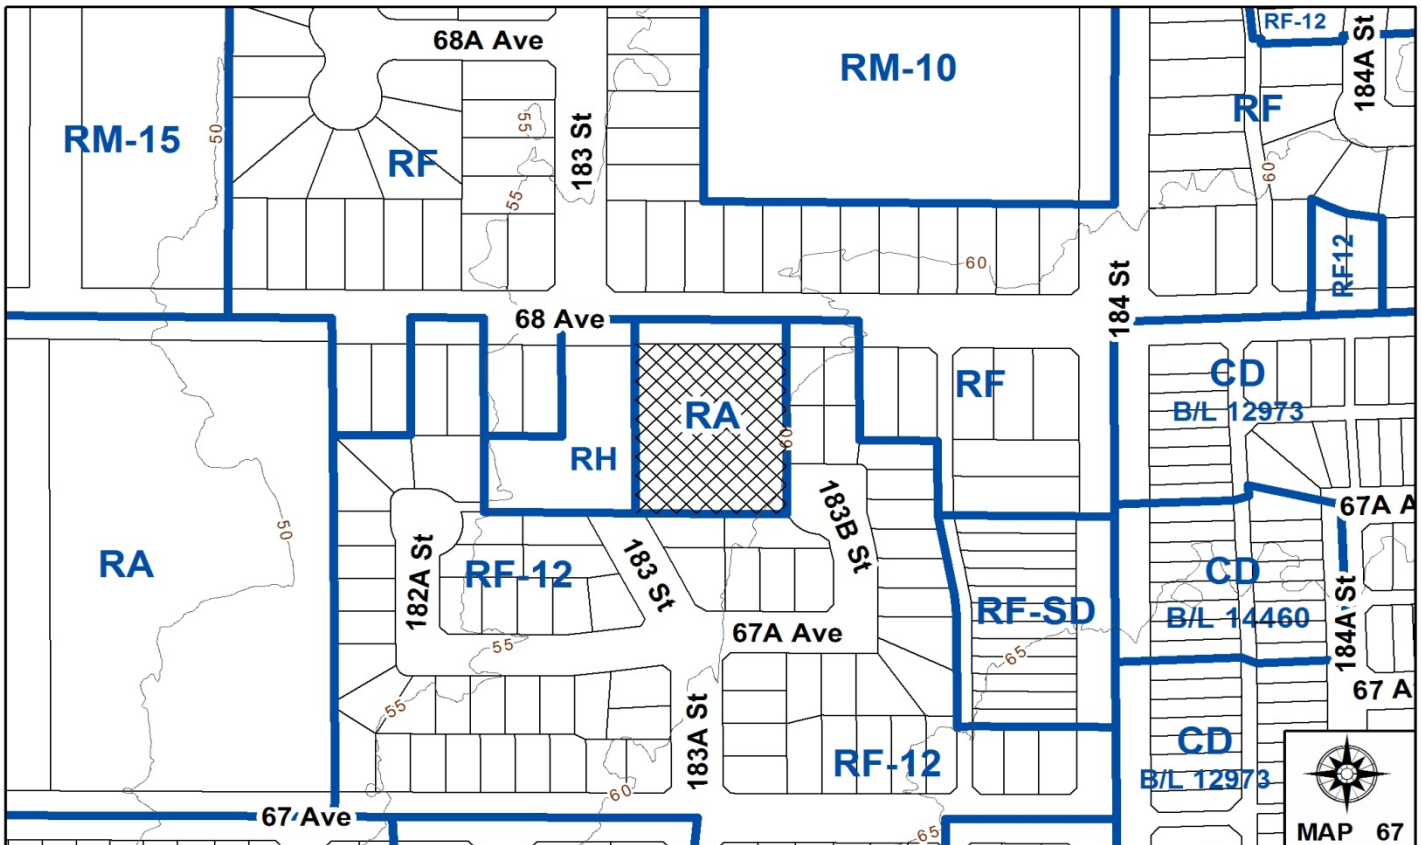 RF-12
184A St
68A Ave
RM-10
RF
RM-15
50
55
183 St
RF
55
60
60
RF12
184 St
68 Ave
RA
RF
CD
B/L 12973
60
RH
183B St
67A A
50
RA
182A St
RF-12
183 St
RF-SD
CD
B/L 14460
184A St
67A Ave
55
65
67 A
55
183A St
RF-12
CD
B/L 12973
60
67 Ave
65
MAP 67